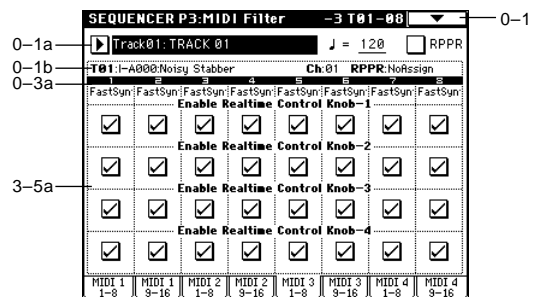 SEQUENCER P3:MIDI Filter -3 T01-08 0–1
0–1a Track01: TRACK 01 ♩ = 120 RPPR
0–1b T01:I-A000:Noisy Stabber Ch:01 RPPR:NoAssign
0–3a 1 2 3 4 5 6 7 8
FastSyn FastSyn FastSyn FastSyn FastSyn FastSyn FastSyn FastSyn
Enable Realtime Control Knob-1
Enable Realtime Control Knob-2
3–5a Enable Realtime Control Knob-3
Enable Realtime Control Knob-4
MIDI 1 MIDI 1 MIDI 2 MIDI 2 MIDI 3 MIDI 3 MIDI 4 MIDI 4
1-8 9-16 1-8 9-16 1-8 9-16 1-8 9-16